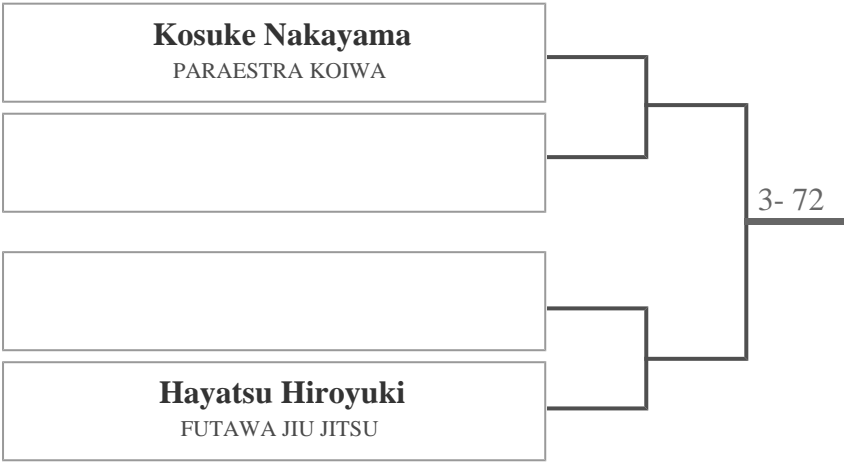 Kosuke Nakayama
PARAESTRA KOIWA
3- 72
Hayatsu Hiroyuki
FUTAWA JIU JITSU